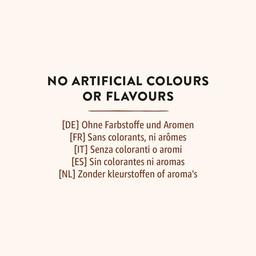 NO ARTIFICIAL COLOURS
OR FLAVOURS
[DE] Ohne Farbstoffe und Aromen
[FR] Sans colorants, ni arômes
[IT] Senza coloranti o aromi
[ES] Sin colorantes ni aromas
[NL] Zonder kleurstoffen of aroma's